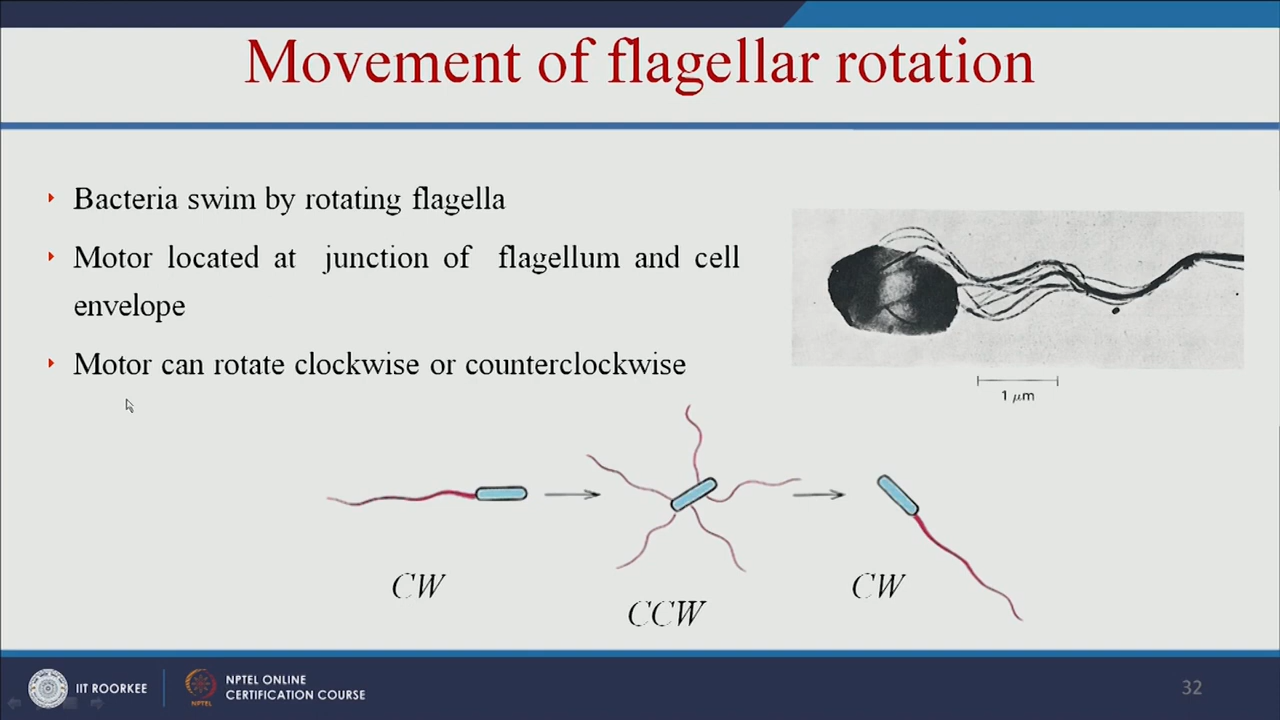 Movement of flagellar rotation
Bacteria swim by rotating flagella
Motor located at junction of flagellum and cell
envelope
Motor can rotate clockwise or counterclockwise
1 μm
CW
CCW
CW
IIT ROORKEE
NPTEL
NPTEL ONLINE
CERTIFICATION COURSE
32